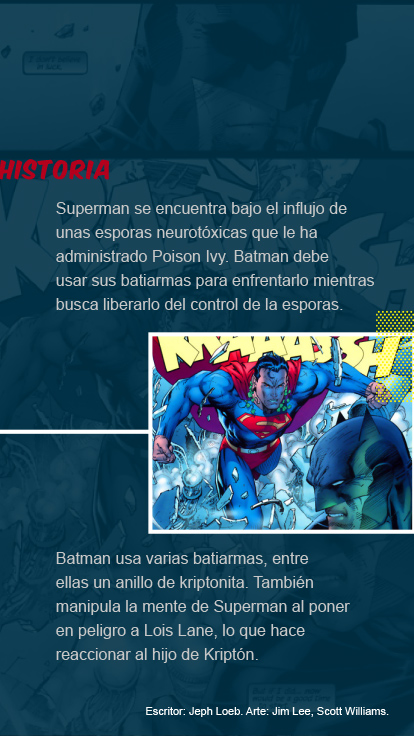 HISTORIA
Superman se encuentra bajo el influjo de
unas esporas neurotóxicas que le ha
administrado Poison Ivy. Batman debe
usar sus batiarmas para enfrentarlo mientras
busca liberarlo del control de la esporas.
Batman usa varias batiarmas, entre
ellas un anillo de kriptonita. También
manipula la mente de Superman al poner
en peligro a Lois Lane, lo que hace
reaccionar al hijo de Kriptón.
Escritor: Jeph Loeb. Arte: Jim Lee, Scott Williams.